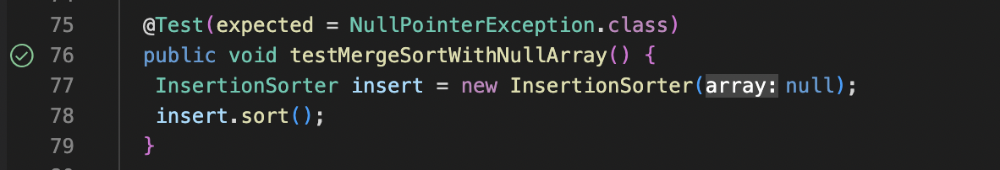 75 @Test(expected = NullPointerException.class)
76 public void testMergeSortWithNullArray() {
77 InsertionSorter insert = new InsertionSorter(array: null);
78 insert.sort();
79 }